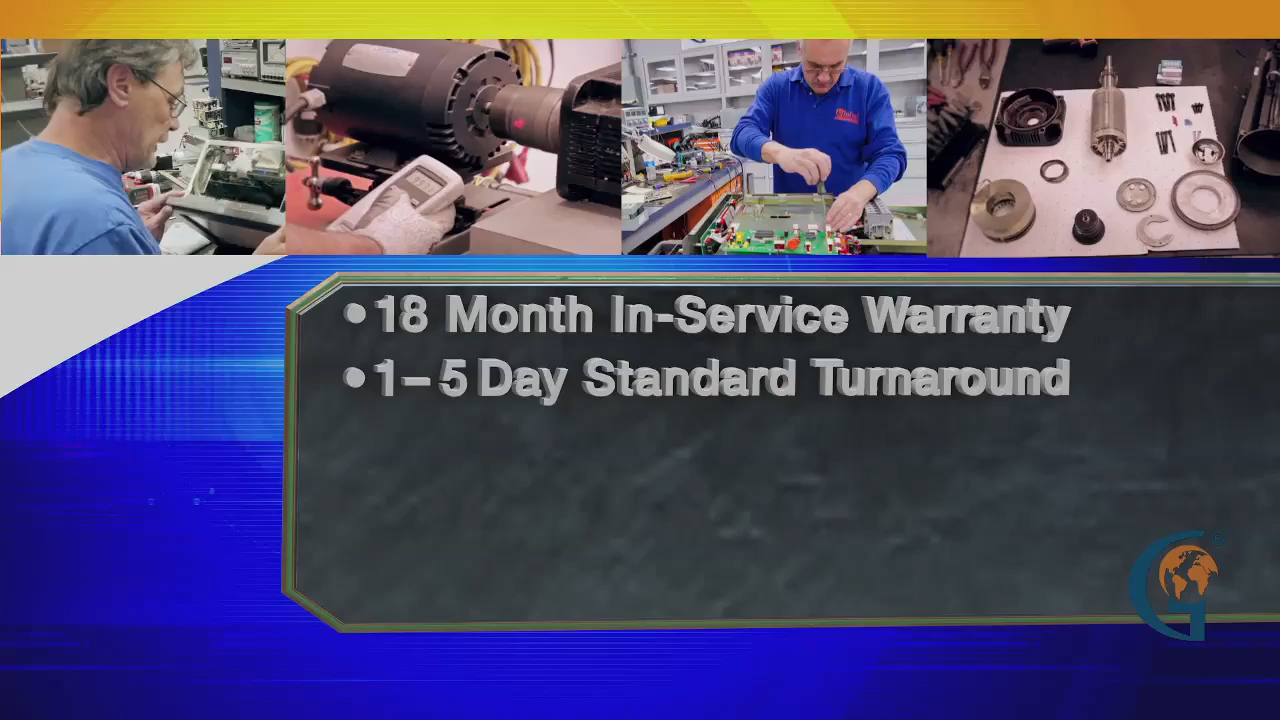 • 18 Month In-Service Warranty
• 1–5 Day Standard Turnaround